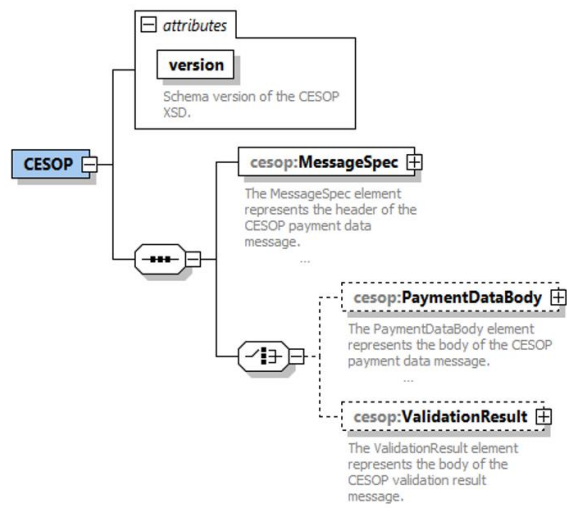 attributes
version
Schema version of the CESOP
XSD.
CESOP
cesop:MessageSpec
The MessageSpec element
represents the header of the
CESOP payment data
message.
...
cesop:PaymentDataBody
The PaymentDataBody element
represents the body of the CESOP
payment data message.
...
cesop:ValidationResult
The ValidationResult element
represents the body of the
CESOP validation result
message.